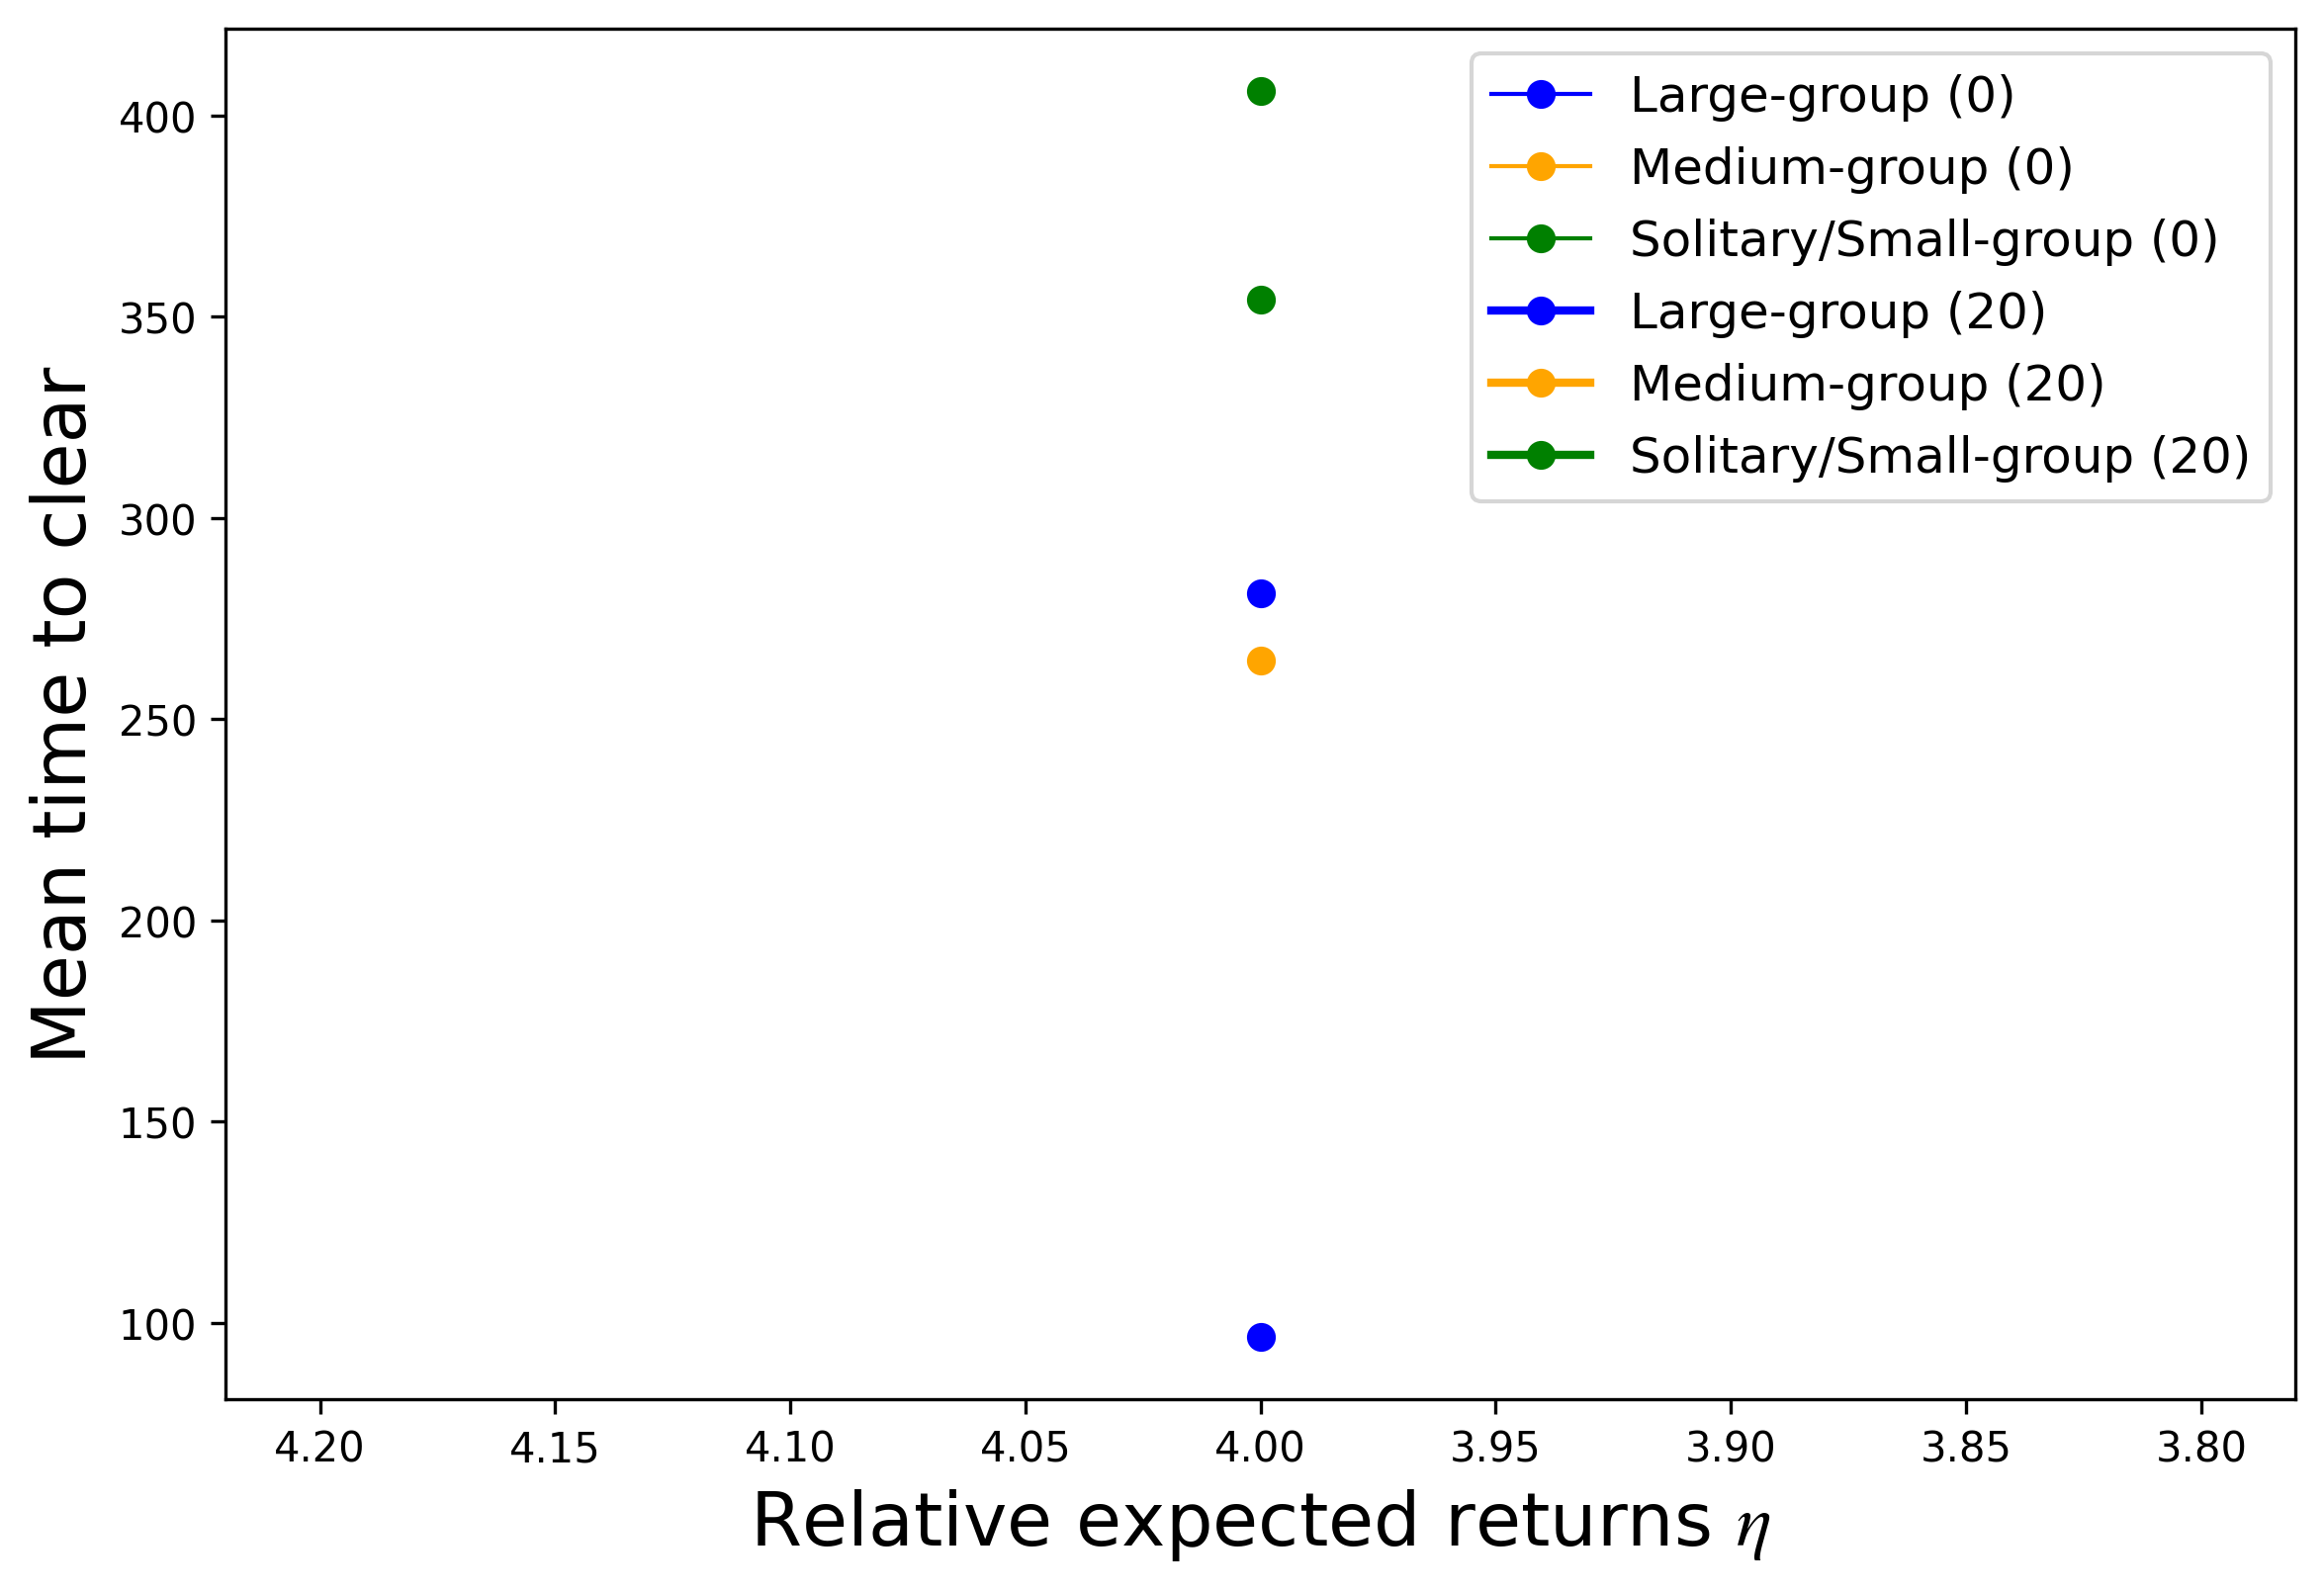 400
350
300
250
200
150
100
Mean time to clear
Large-group (0)
Medium-group (0)
Solitary/Small-group (0)
Large-group (20)
Medium-group (20)
Solitary/Small-group (20)
4.20 4.15 4.10 4.05 4.00 3.95 3.90 3.85 3.80
Relative expected returns η